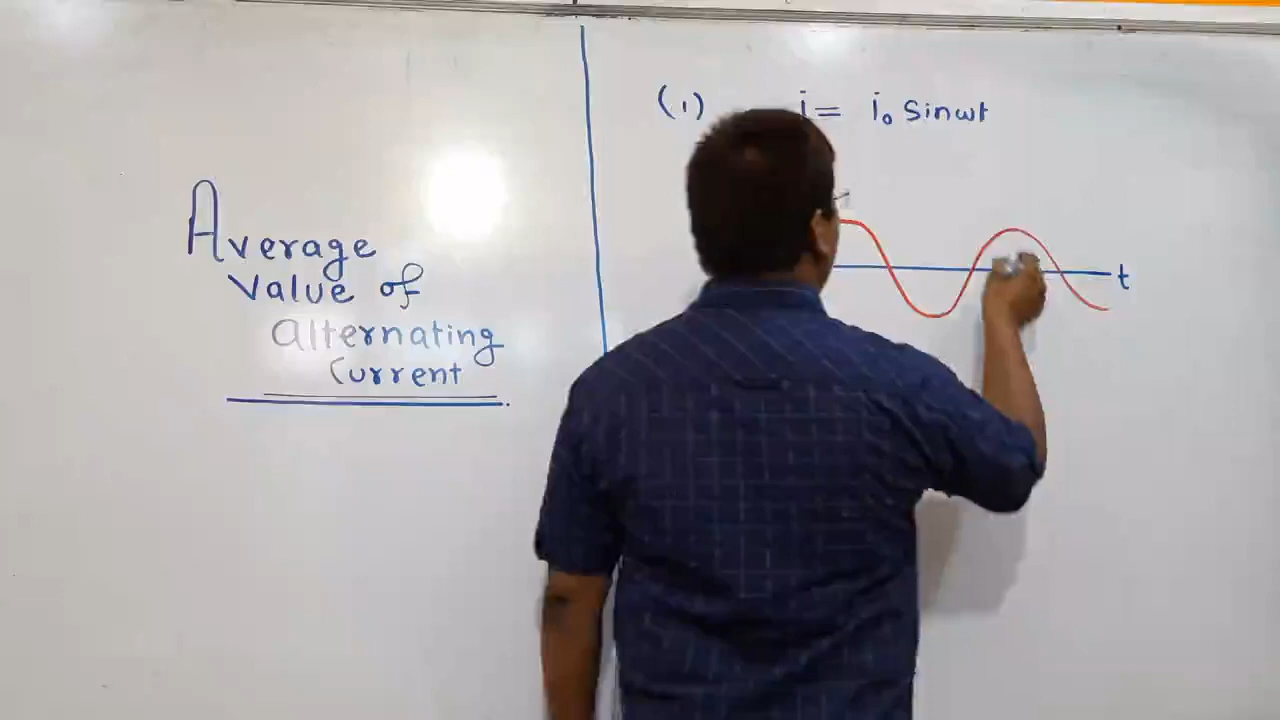 Average
Value of
Alternating
Current
(1) i = i₀ sinωt
t